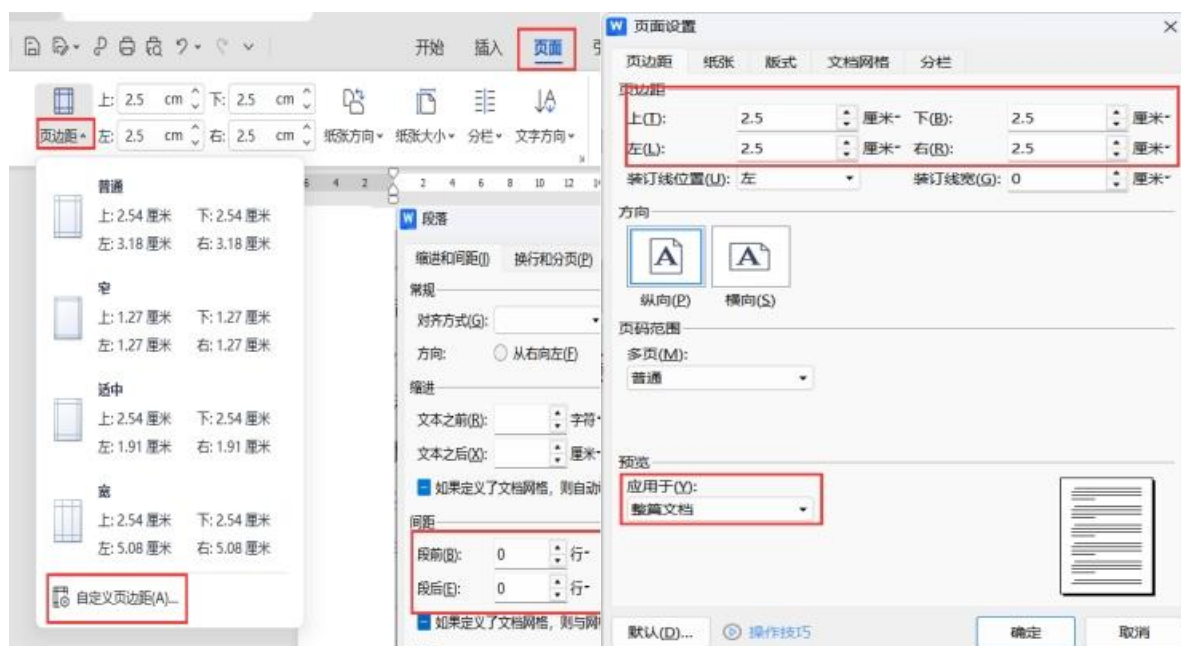 开始 插入 页面
上: 2.5 cm 下: 2.5 cm
页边距 左: 2.5 cm 右: 2.5 cm 纸张方向 纸张大小 分栏 文字方向
普通
上: 2.54 厘米 下: 2.54 厘米
左: 3.18 厘米 右: 3.18 厘米
窄
上: 1.27 厘米 下: 1.27 厘米
左: 1.27 厘米 右: 1.27 厘米
适中
上: 2.54 厘米 下: 2.54 厘米
左: 1.91 厘米 右: 1.91 厘米
宽
上: 2.54 厘米 下: 2.54 厘米
左: 5.08 厘米 右: 5.08 厘米
自定义页边距(A)...
6 4 2 2 4 6 8 10 12
段落
缩进和间距(I) 换行和分页(P)
常规
对齐方式(G):
方向: 从右向左(F)
缩进
文本之前(R): 字符
文本之后(X): 厘米
如果定义了文档网格，则自动
间距
段前(B): 0 行
段后(E): 0 行
如果定义了文档网格，则与网
页面设置
页边距 纸张 版式 文档网格 分栏
页边距
上(T): 2.5 厘米 下(B): 2.5 厘米
左(L): 2.5 厘米 右(R): 2.5 厘米
装订线位置(U): 左 装订线宽(G): 0 厘米
方向
纵向(P) 横向(S)
页码范围
多页(M):
普通
预览
应用于(Y):
整篇文档
默认(D)... 操作技巧 确定 取消